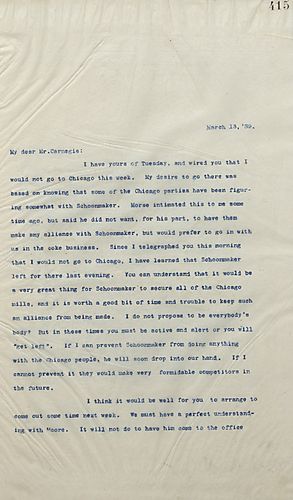 415
March 13, '89.
My dear Mr.Carnegie:
I have yours of Tuesday, and wired you that I
would not go to Chicago this week. My desire to go there was
based on knowing that some of the Chicago parties have been figur-
ing somewhat with Schoonmaker. Morse intimated this to me some
time ago, but said he did not want, for his part, to have them
make any alliance with Schoonmaker, but would prefer to go in with
us in the coke business. Since I telegraphed you this morning
that I would not go to Chicago, I have learned that Schoonmaker
left for there last evening. You can understand that it would be
a very great thing for Schoonmaker to secure all of the Chicago
mills, and it is worth a good bit of time and trouble to keep such
an alliance from being made. I do not propose to be everybody's
body? But in these times you must be active and alert or you will
"get left". If I can prevent Schoonmaker from doing anything
with the Chicago people, he will soon drop into our hand. If I
cannot prevent it they would make very formidable competitors in
the future.
I think it would be well for you to arrange to
come out some time next week. We must have a perfect understand-
ing with Moore. It will not do to have him come to the office